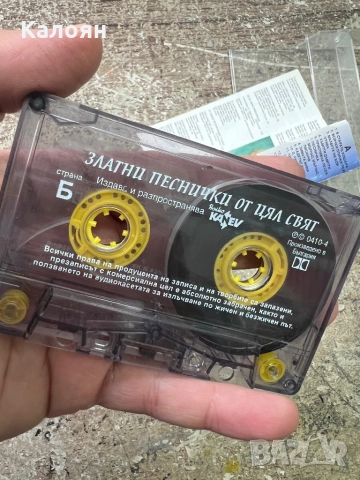 Калоян
ЗЛАТНИ ПЕСНИЧКИ ОТ ЦЯЛ СВЯТ
страна
Б
Издава и разпространява
КА ЕV
℗© 0410-4
Произведено в
България
Всички права на продуцента на записа и на творбите са запазени,
презаписът с комерсиална цел е абсолютно забранен, както и
ползването на аудиокасетата за излъчване по жичен и безжичен път.
A
BAZAR